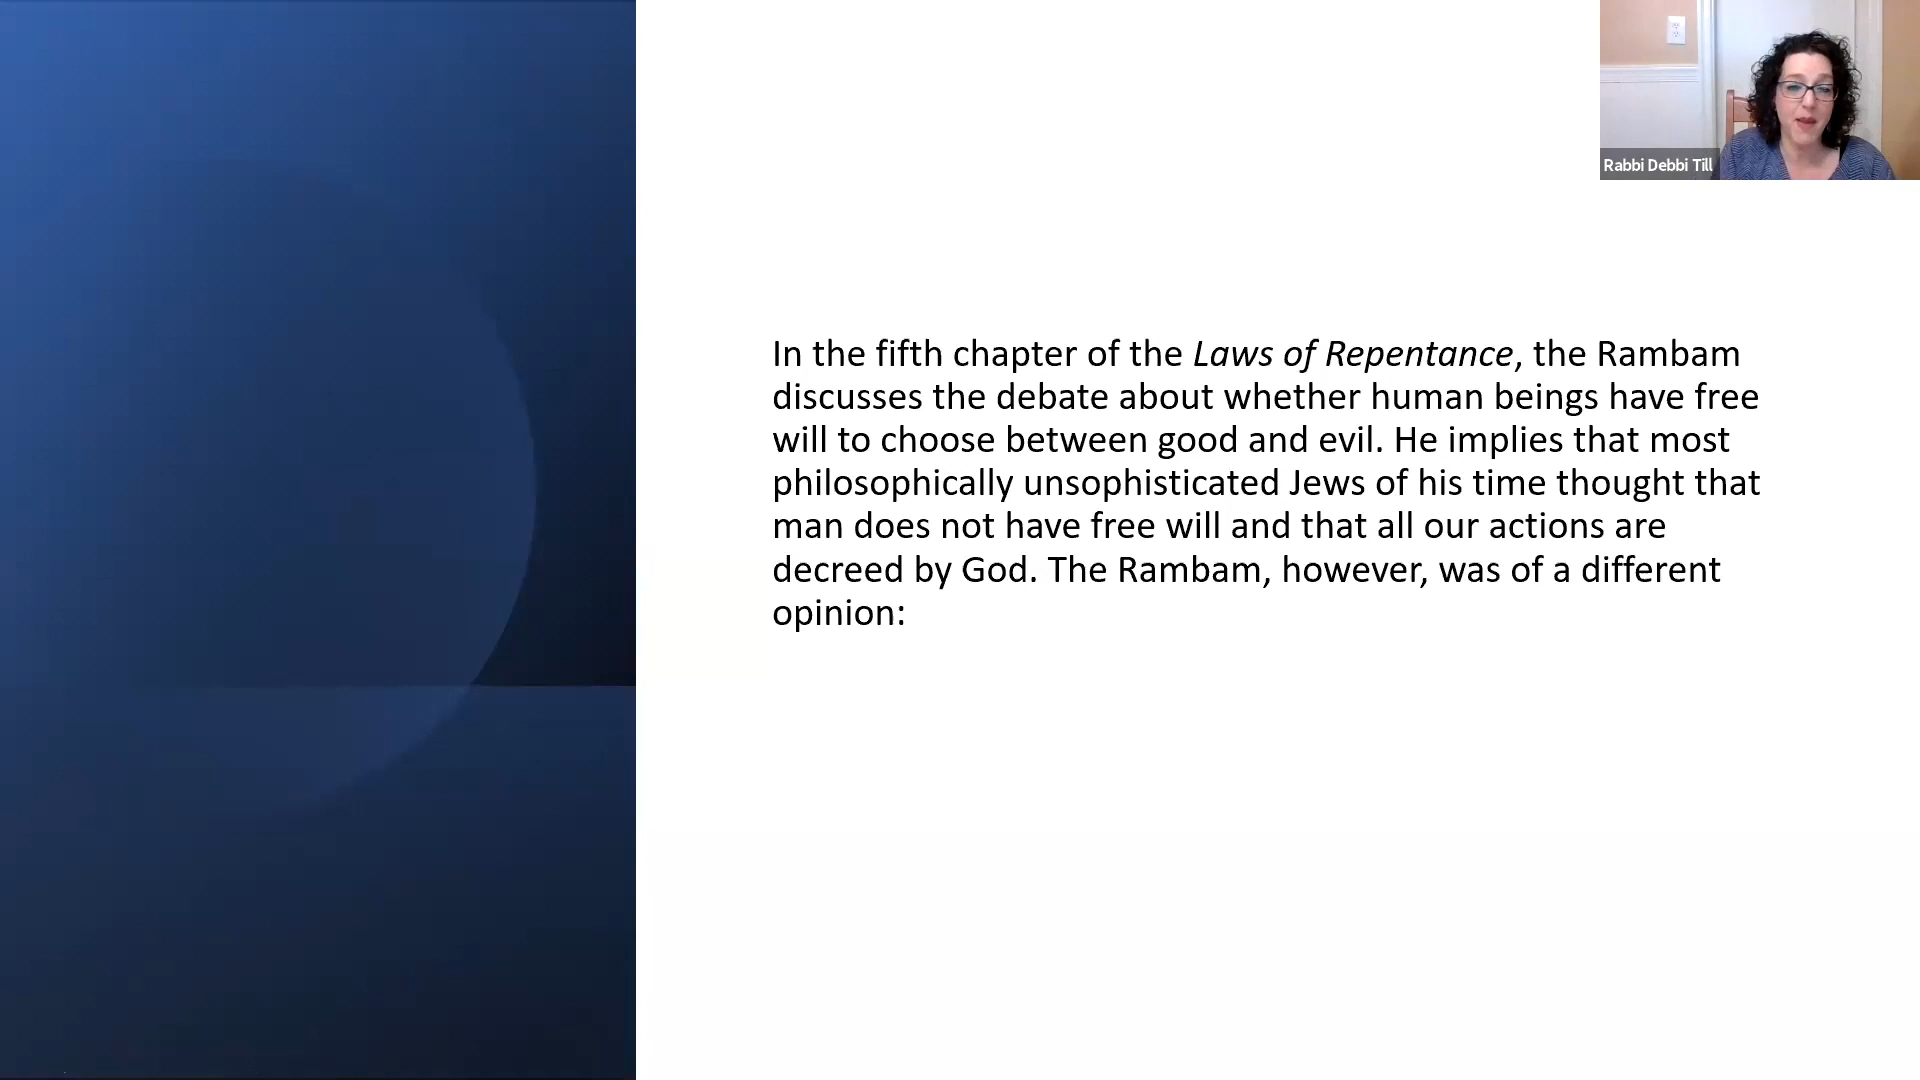 Rabbi Debbi Till
In the fifth chapter of the Laws of Repentance, the Rambam
discusses the debate about whether human beings have free
will to choose between good and evil. He implies that most
philosophically unsophisticated Jews of his time thought that
man does not have free will and that all our actions are
decreed by God. The Rambam, however, was of a different
opinion: